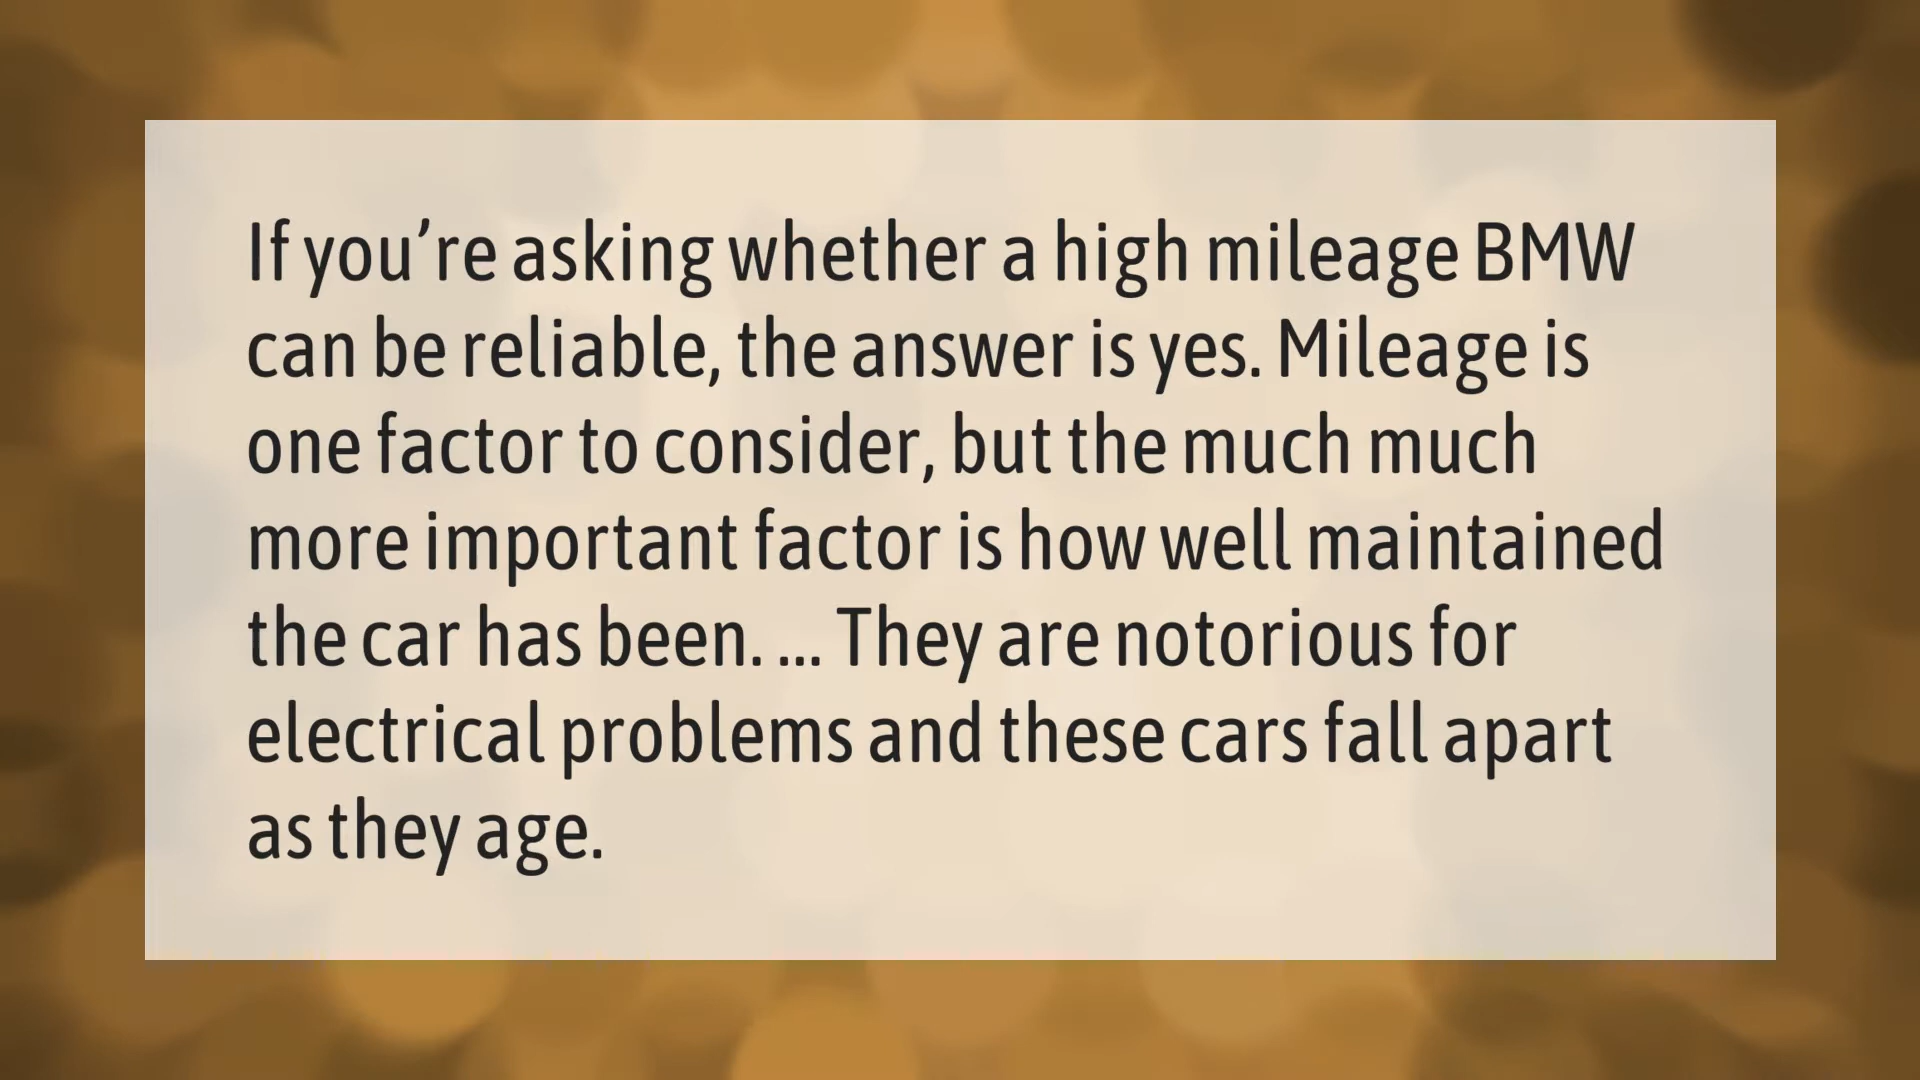 If you’re asking whether a high mileage BMW
can be reliable, the answer is yes. Mileage is
one factor to consider, but the much much
more important factor is how well maintained
the car has been. ... They are notorious for
electrical problems and these cars fall apart
as they age.